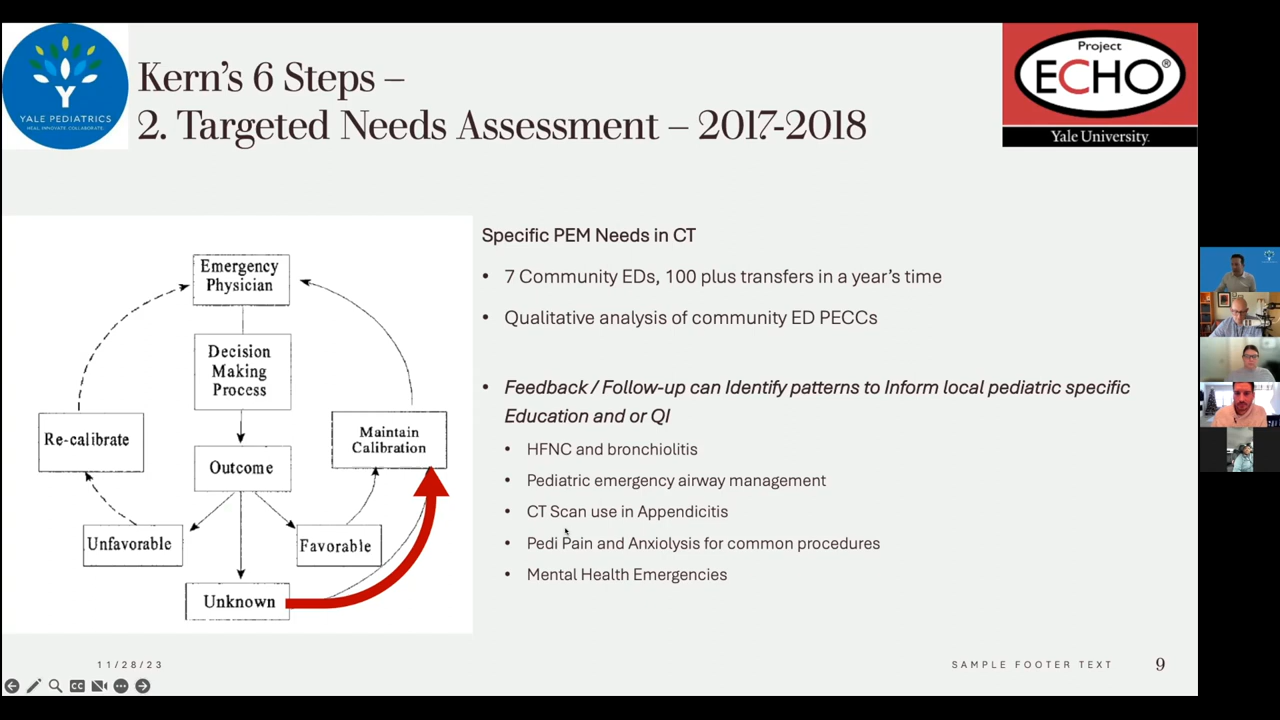 Kern’s 6 Steps –
2. Targeted Needs Assessment – 2017-2018
YALE PEDIATRICS
HEAL. INNOVATE. COLLABORATE.
Project
ECHO®
Yale University.
Emergency
Physician
Decision
Making
Process
Re-calibrate
Maintain
Calibration
Outcome
Unfavorable
Favorable
Unknown
Specific PEM Needs in CT
• 7 Community EDs, 100 plus transfers in a year’s time
• Qualitative analysis of community ED PECCs
• Feedback / Follow-up can Identify patterns to Inform local pediatric specific
Education and or QI
• HFNC and bronchiolitis
• Pediatric emergency airway management
• CT Scan use in Appendicitis
• Pedi Pain and Anxiolysis for common procedures
• Mental Health Emergencies
11/28/23
SAMPLE FOOTER TEXT
9
CC